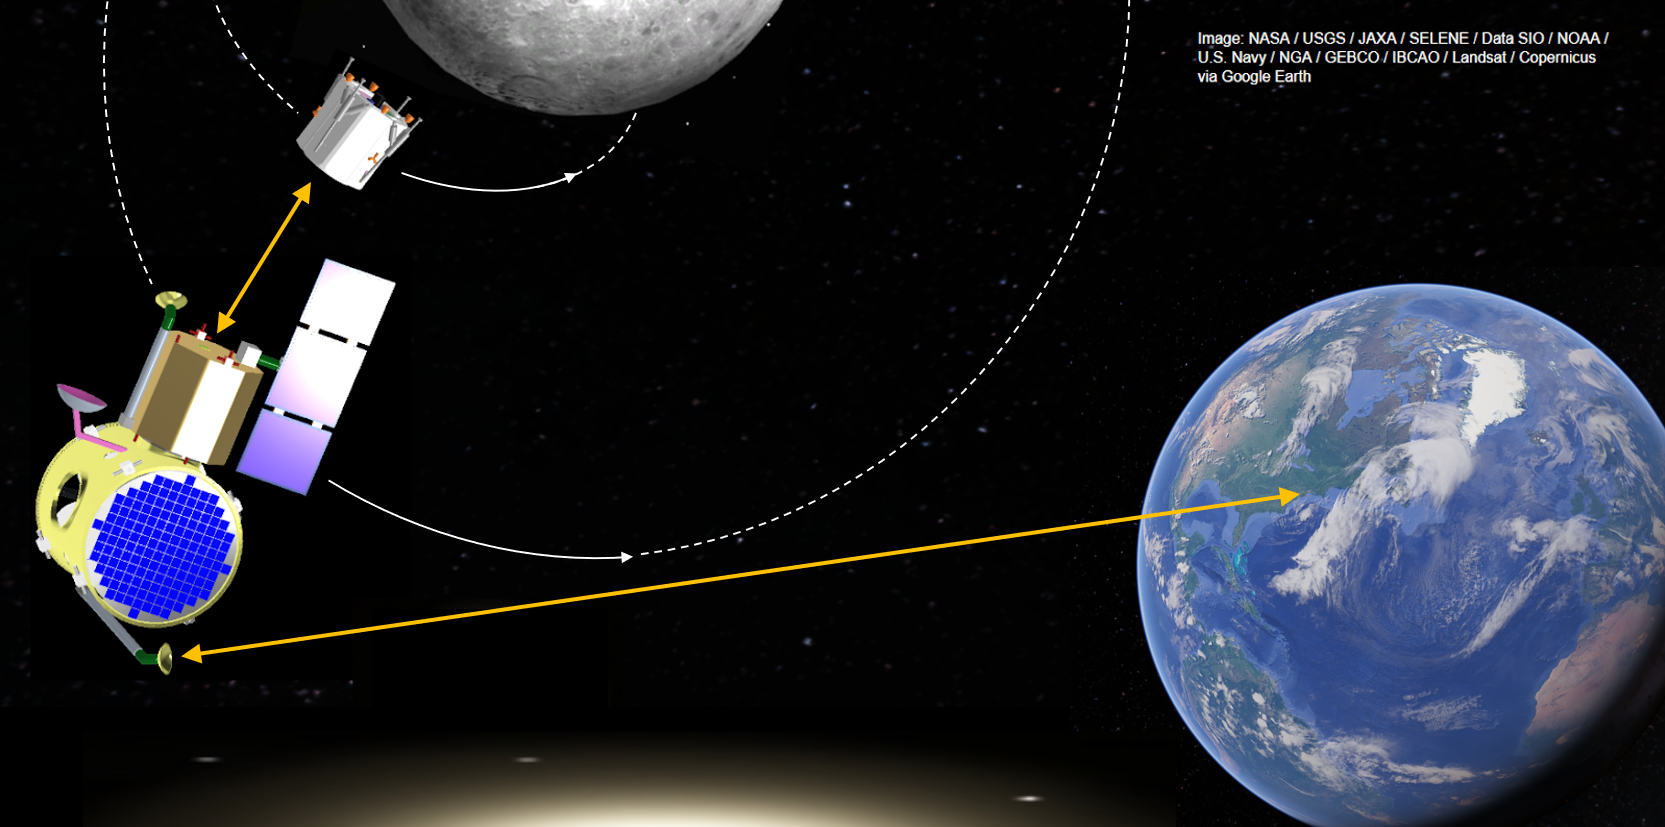 Image: NASA / USGS / JAXA / SELENE / Data SIO / NOAA /
U.S. Navy / NGA / GEBCO / IBCAO / Landsat / Copernicus
via Google Earth